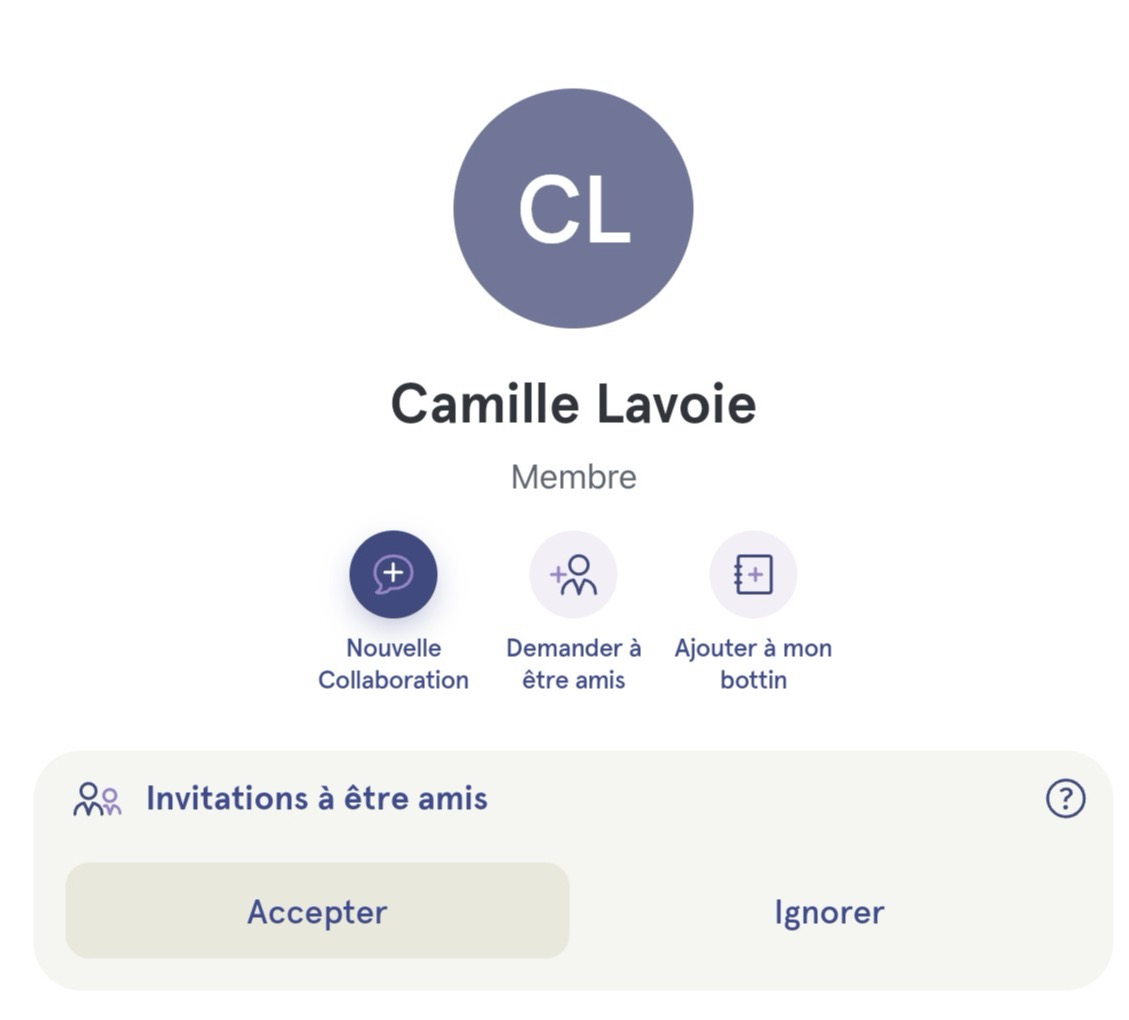 CL
Camille Lavoie
Membre
Nouvelle Demander à Ajouter à mon
Collaboration être amis bottin
Invitations à être amis ?
Accepter Ignorer